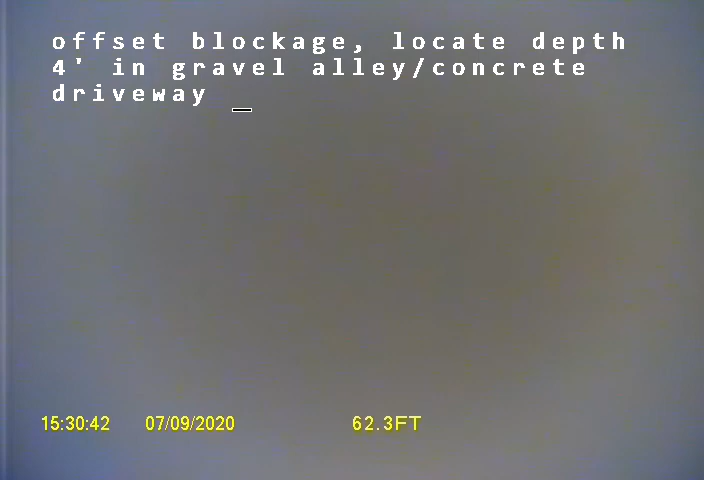 offset blockage, locate depth
4' in gravel alley/concrete
driveway _
15:30:42 07/09/2020 62.3FT